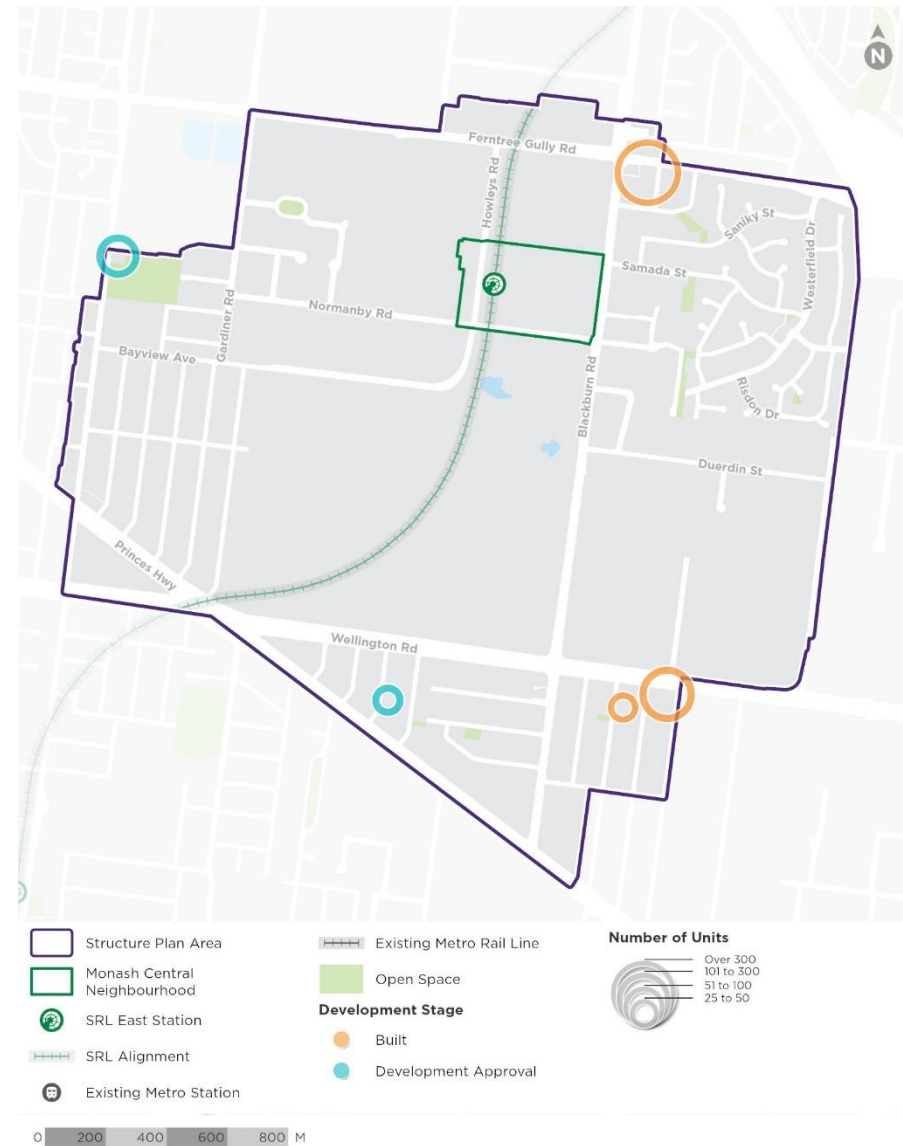 N
Ferntree Gully Rd
Howleys Rd
Saniky St
Westerfield Dr
Samada St
Normanby Rd
Gardiner Rd
Bayview Ave
Blackburn Rd
Risdon Dr
Duerdin St
Princes Hwy
Wellington Rd
Structure Plan Area
Monash Central
Neighbourhood
SRL East Station
SRL Alignment
Existing Metro Station
Existing Metro Rail Line
Open Space
Development Stage
Built
Development Approval
Number of Units
Over 300
101 to 300
51 to 100
25 to 50
0 200 400 600 800 M